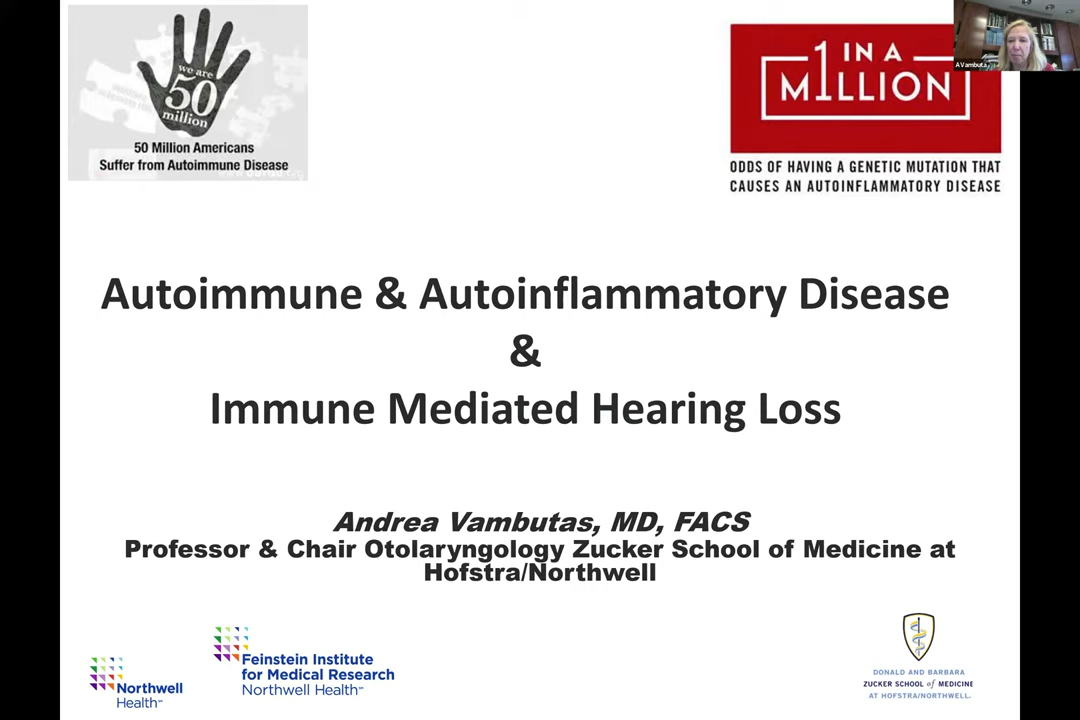 we are
50
million
50 Million Americans
Suffer from Autoimmune Disease
1 IN A
MILLION
AVambuta
ODDS OF HAVING A GENETIC MUTATION THAT
CAUSES AN AUTOINFLAMMATORY DISEASE
Autoimmune & Autoinflammatory Disease
&
Immune Mediated Hearing Loss
Andrea Vambutas, MD, FACS
Professor & Chair Otolaryngology Zucker School of Medicine at
Hofstra/Northwell
Northwell
Health℠
Feinstein Institute
for Medical Research
Northwell Health℠
DONALD AND BARBARA
ZUCKER SCHOOL of MEDICINE
AT HOFSTRA/NORTHWELL.